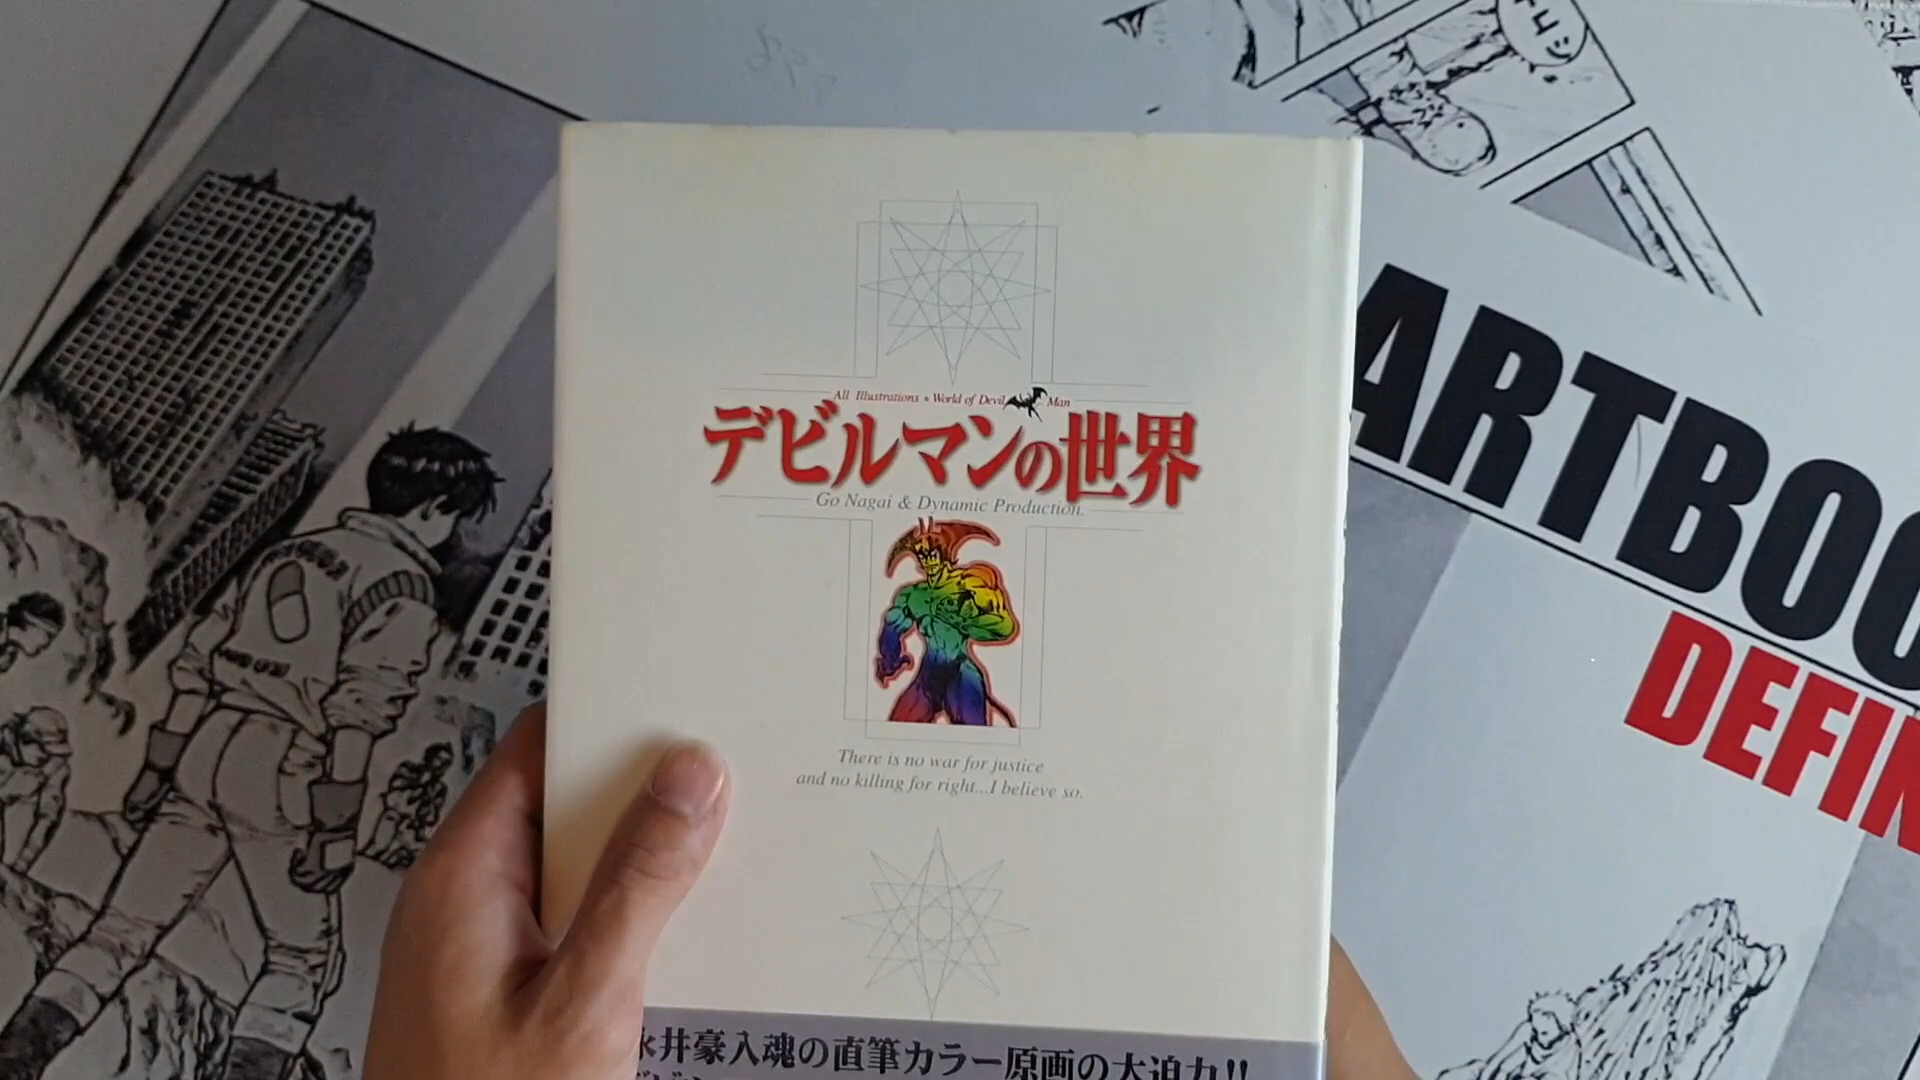 All Illustrations • World of Devil Man
デビルマンの世界
Go Nagai & Dynamic Production.
There is no war for justice
and no killing for right...I believe so.
永井豪入魂の直筆カラー原画の大迫力!!
ARTBOO
DEFIN